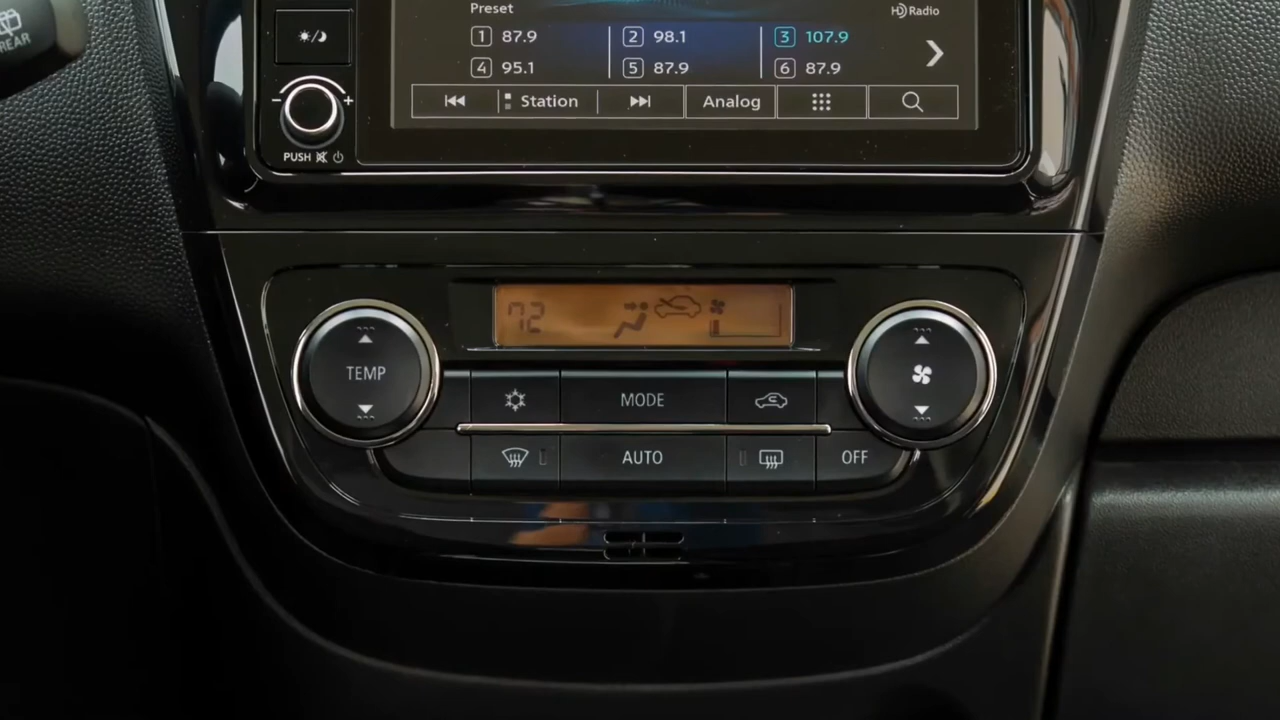 REAR
Preset
HD Radio
1 87.9
2 98.1
3 107.9
4 95.1
5 87.9
6 87.9
Station
Analog
PUSH
72
TEMP
MODE
AUTO
OFF